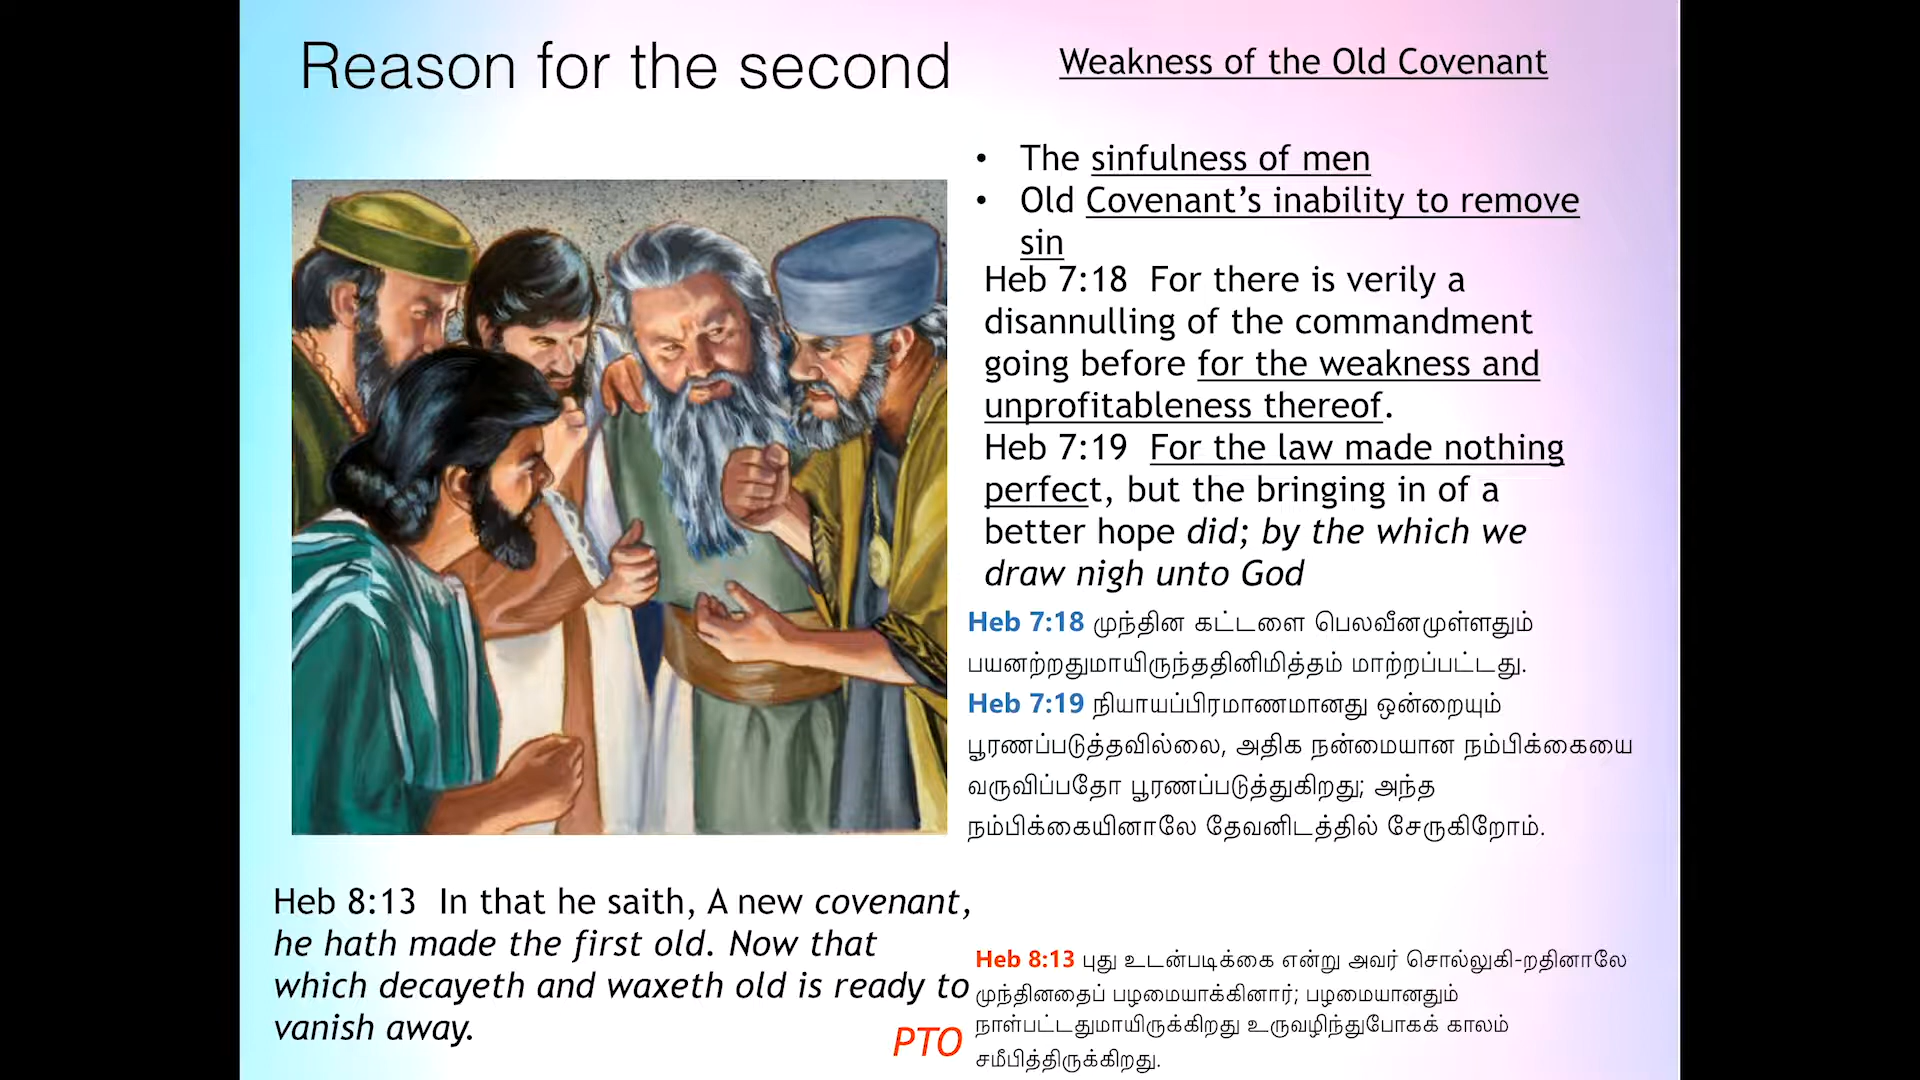 Reason for the second
Weakness of the Old Covenant
• The sinfulness of men
• Old Covenant’s inability to remove
sin
Heb 7:18 For there is verily a
disannulling of the commandment
going before for the weakness and
unprofitableness thereof.
Heb 7:19 For the law made nothing
perfect, but the bringing in of a
better hope did; by the which we
draw nigh unto God
Heb 7:18 முந்தின கட்டளை பெலவீனமுள்ளதும்
பயனற்றதுமாயிருந்ததினிமித்தம் மாற்றப்பட்டது.
Heb 7:19 நியாயப்பிரமாணமானது ஒன்றையும்
பூரணப்படுத்தவில்லை, அதிக நன்மையான நம்பிக்கையை
வருவிப்பதோ பூரணப்படுத்துகிறது; அந்த
நம்பிக்கையினாலே தேவனிடத்தில் சேருகிறோம்.
Heb 8:13 In that he saith, A new covenant,
he hath made the first old. Now that
which decayeth and waxeth old is ready to
vanish away.
PTO
Heb 8:13 புது உடன்படிக்கை என்று அவர் சொல்லுகி-றதினாலே
முந்தினதைப் பழமையாக்கினார்; பழமையானதும்
நாள்பட்டதுமாயிருக்கிறது உருவழிந்துபோகக் காலம்
சமீபித்திருக்கிறது.